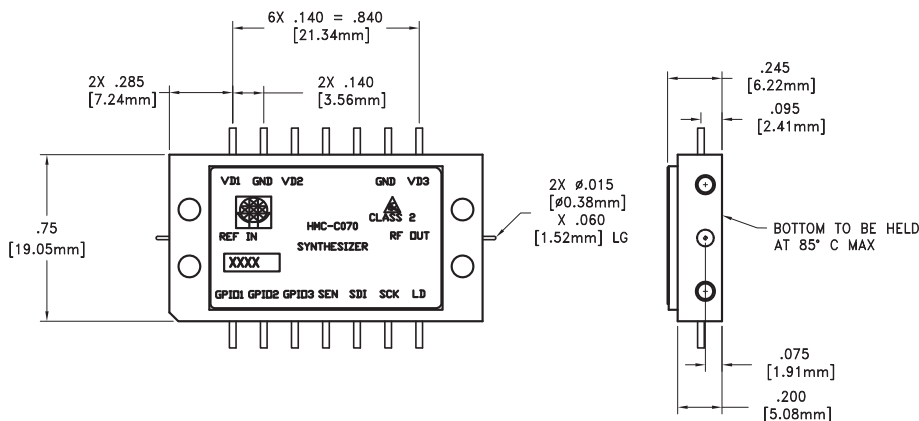 6X .140 = .840
[21.34mm]
2X .285
[7.24mm]
2X .140
[3.56mm]
.245
[6.22mm]
.095
[2.41mm]
VD1 GND VD2 GND VD3
2X ø.015
[ø0.38mm]
X .060
[1.52mm] LG
.75
[19.05mm]
HMC-C070
CLASS 2
REF IN
RF OUT
SYNTHESIZER
XXXX
BOTTOM TO BE HELD
AT 85° C MAX
GPIO1 GPIO2 GPIO3 SEN SDI SCK LD
.075
[1.91mm]
.200
[5.08mm]